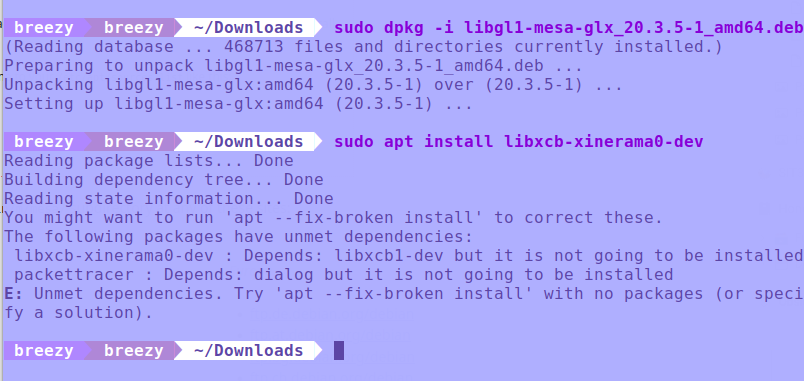 breezy breezy ~/Downloads sudo dpkg -i libgl1-mesa-glx_20.3.5-1_amd64.deb
(Reading database ... 468713 files and directories currently installed.)
Preparing to unpack libgl1-mesa-glx_20.3.5-1_amd64.deb ...
Unpacking libgl1-mesa-glx:amd64 (20.3.5-1) over (20.3.5-1) ...
Setting up libgl1-mesa-glx:amd64 (20.3.5-1) ...
breezy breezy ~/Downloads sudo apt install libxcb-xinerama0-dev
Reading package lists... Done
Building dependency tree... Done
Reading state information... Done
You might want to run 'apt --fix-broken install' to correct these.
The following packages have unmet dependencies:
libxcb-xinerama0-dev : Depends: libxcb1-dev but it is not going to be installed
packettracer : Depends: dialog but it is not going to be installed
E: Unmet dependencies. Try 'apt --fix-broken install' with no packages (or speci
fy a solution).
breezy breezy ~/Downloads